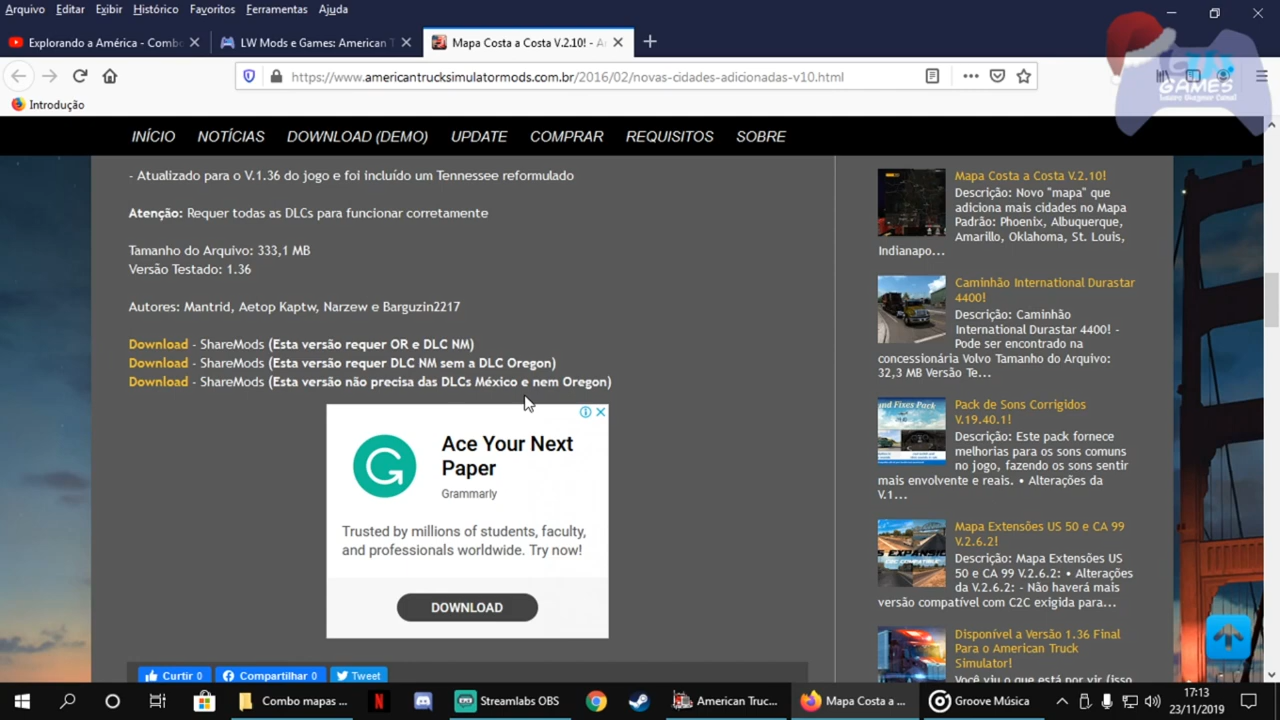 Arquivo Editar Exibir Histórico Favoritos Ferramentas Ajuda
Explorando a América - Combo
LW Mods e Games: American T
Mapa Costa a Costa V.2.10! - A
https://www.americantrucksimulatormods.com.br/2016/02/novas-cidades-adicionadas-v10.html
GAMES
Introdução
INÍCIO NOTÍCIAS DOWNLOAD (DEMO) UPDATE COMPRAR REQUISITOS SOBRE
- Atualizado para o V.1.36 do jogo e foi incluído um Tennessee reformulado
Atenção: Requer todas as DLCs para funcionar corretamente
Tamanho do Arquivo: 333,1 MB
Versão Testado: 1.36
Autores: Mantrid, Aetop Kaptw, Narzew e Barguzin2217
Download - ShareMods (Esta versão requer OR e DLC NM)
Download - ShareMods (Esta versão requer DLC NM sem a DLC Oregon)
Download - ShareMods (Esta versão não precisa das DLCs México e nem Oregon)
Ace Your Next
Paper
Grammarly
Trusted by millions of students, faculty,
and professionals worldwide. Try now!
DOWNLOAD
Curtir 0
Compartilhar 0
Tweet
Mapa Costa a Costa V.2.10!
Descrição: Novo "mapa" que
adiciona mais cidades no Mapa
Padrão: Phoenix, Albuquerque,
Amarillo, Oklahoma, St. Louis,
Indianapo...
Caminhão International Durastar
4400!
Descrição: Caminhão
International Durastar 4400! -
Pode ser encontrado na
concessionária Volvo Tamanho do Arquivo:
32,3 MB Versão Te...
nd Fixes Pack
Pack de Sons Corrigidos
V.19.40.1!
Descrição: Este pack fornece
melhorias para os sons comuns
no jogo, fazendo os sons sentir
mais envolvente e reais. • Alterações da
V.1...
Mapa Extensões US 50 e CA 99
V.2.6.2!
Descrição: Mapa Extensões US
50 e CA 99 V.2.6.2: • Alterações
da V.2.6.2: - Não haverá mais
versão compatível com C2C exigida para...
Disponível a Versão 1.36 Final
Para o American Truck
Simulator!
Você viu o que está por vir (isso
Combo mapas ...
Streamlabs OBS
American Truc...
Mapa Costa a ...
Groove Música
17:13
23/11/2019